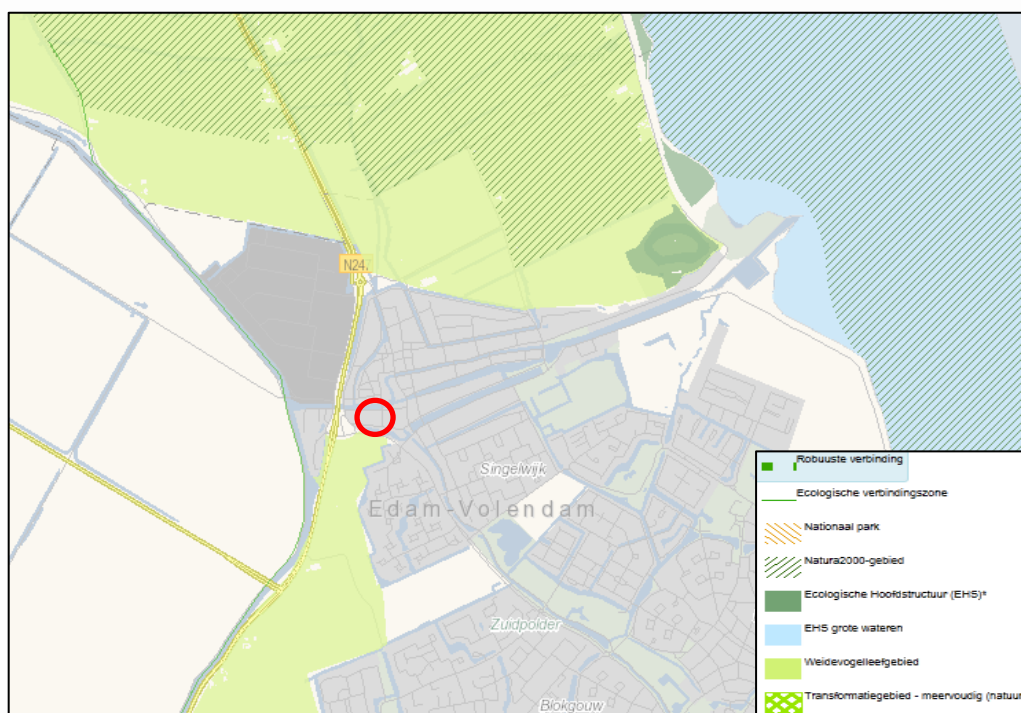 N24.
Singelwijk
Edam-Volendam
Zuidpolder
Blokgouw
Robuuste verbinding
Ecologische verbindingszone
Nationaal park
Natura2000-gebied
Ecologische Hoofdstructuur (EHS)*
EHS grote wateren
Weidevogelleefgebied
Transformatiegebied - meervoudig (natuur